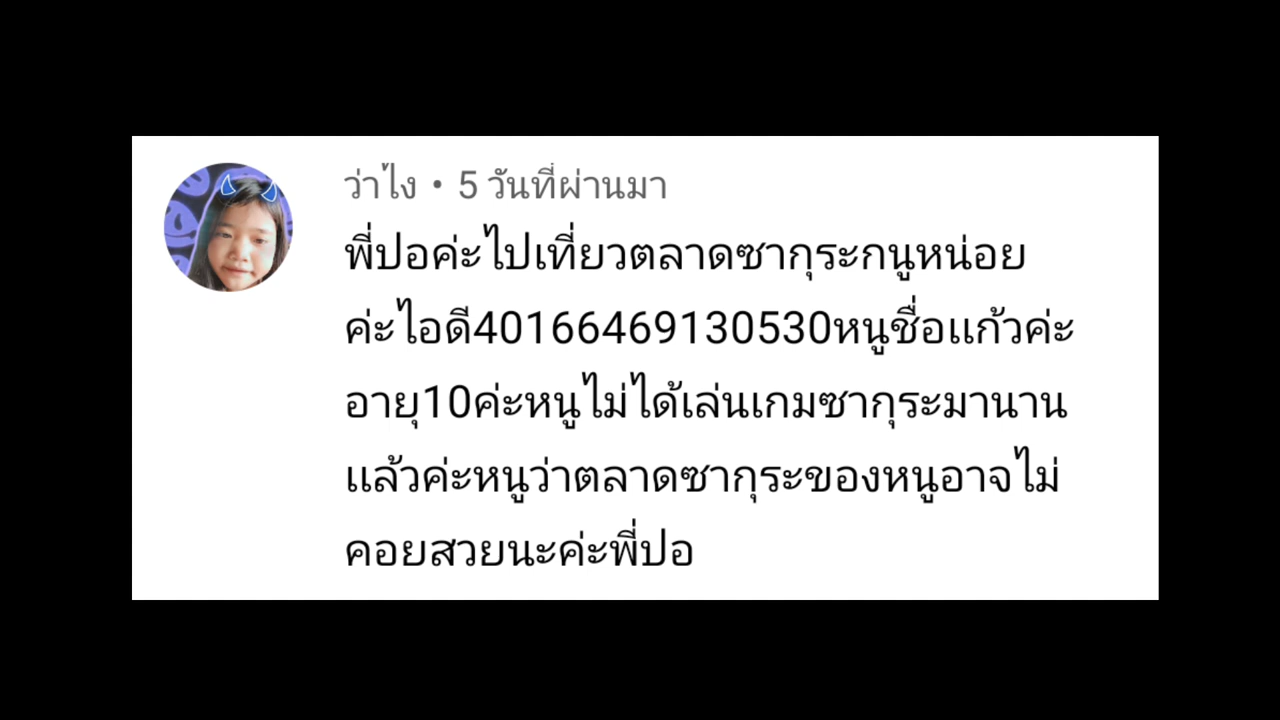 ว่าไง • 5 วันที่ผ่านมา
พี่ปอค่ะไปเที่ยวตลาดซากุระกนูหน่อย
ค่ะไอดี40166469130530หนูชื่อแก้วค่ะ
อายุ10ค่ะหนูไม่ได้เล่นเกมซากุระมานาน
แล้วค่ะหนูว่าตลาดซากุระของหนูอาจไม่
คอยสวยนะค่ะพี่ปอ